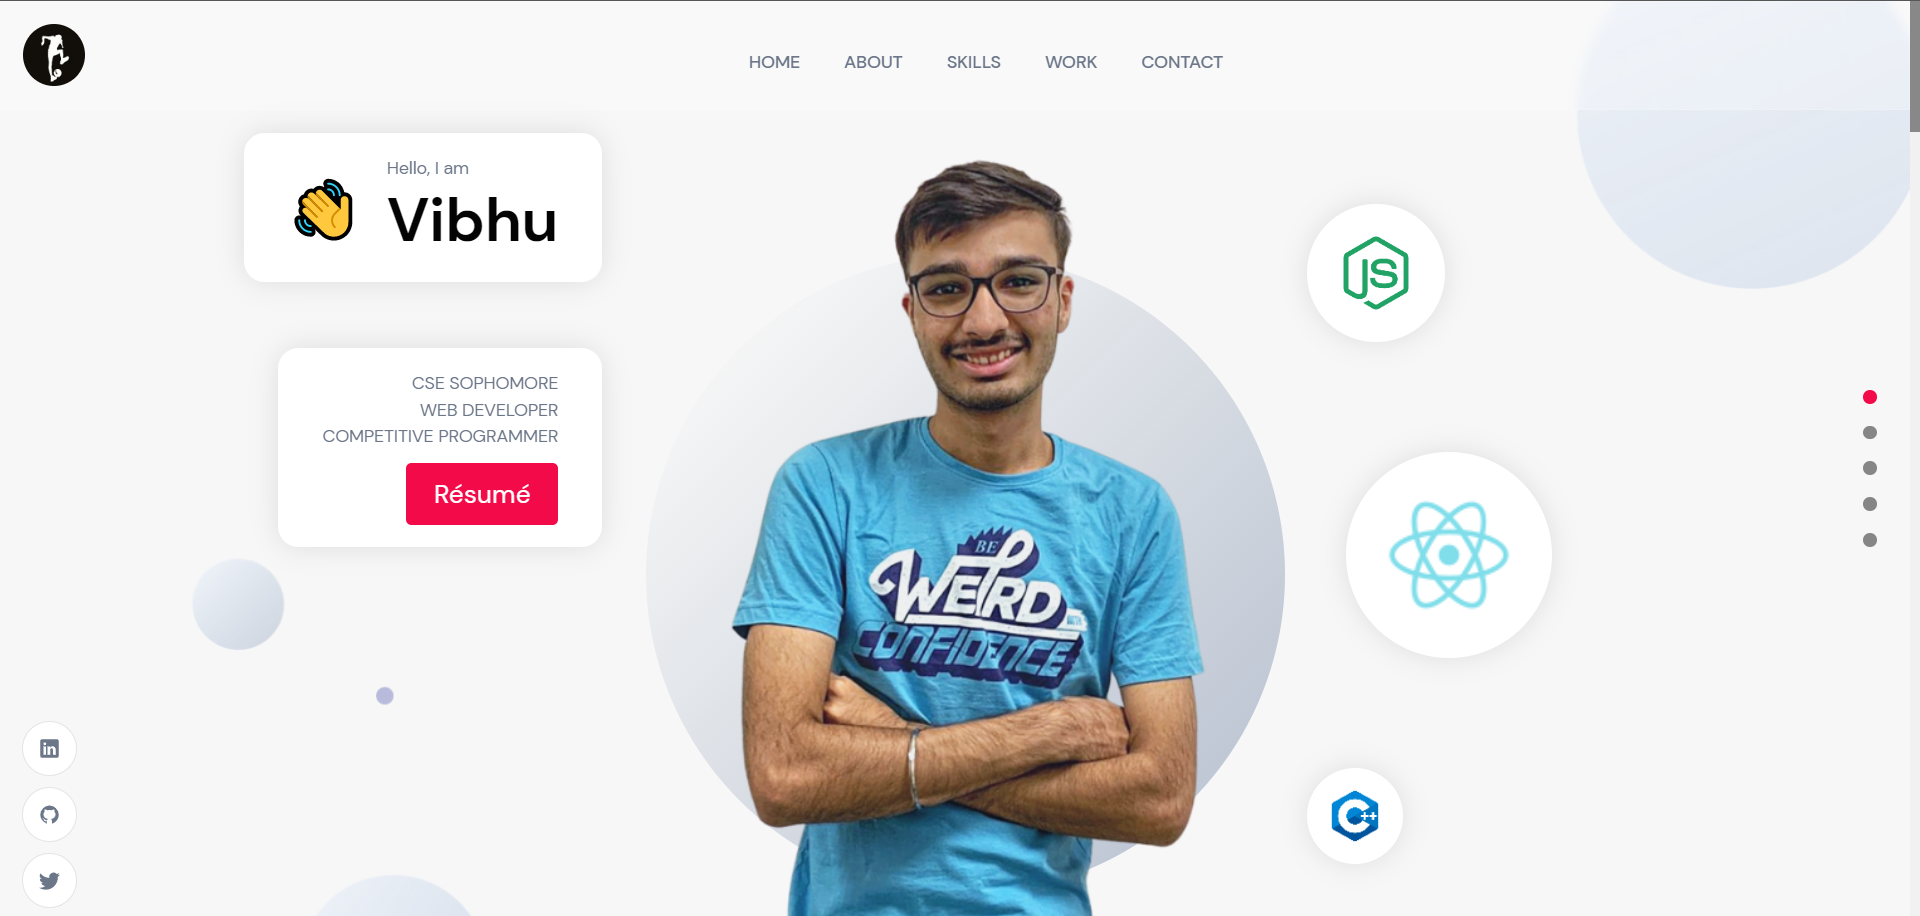 HOME ABOUT SKILLS WORK CONTACT
Hello, I am
Vibhu
CSE SOPHOMORE
WEB DEVELOPER
COMPETITIVE PROGRAMMER
Résumé
BE
WEIRD
CONFIDENCE
JS
C++
in